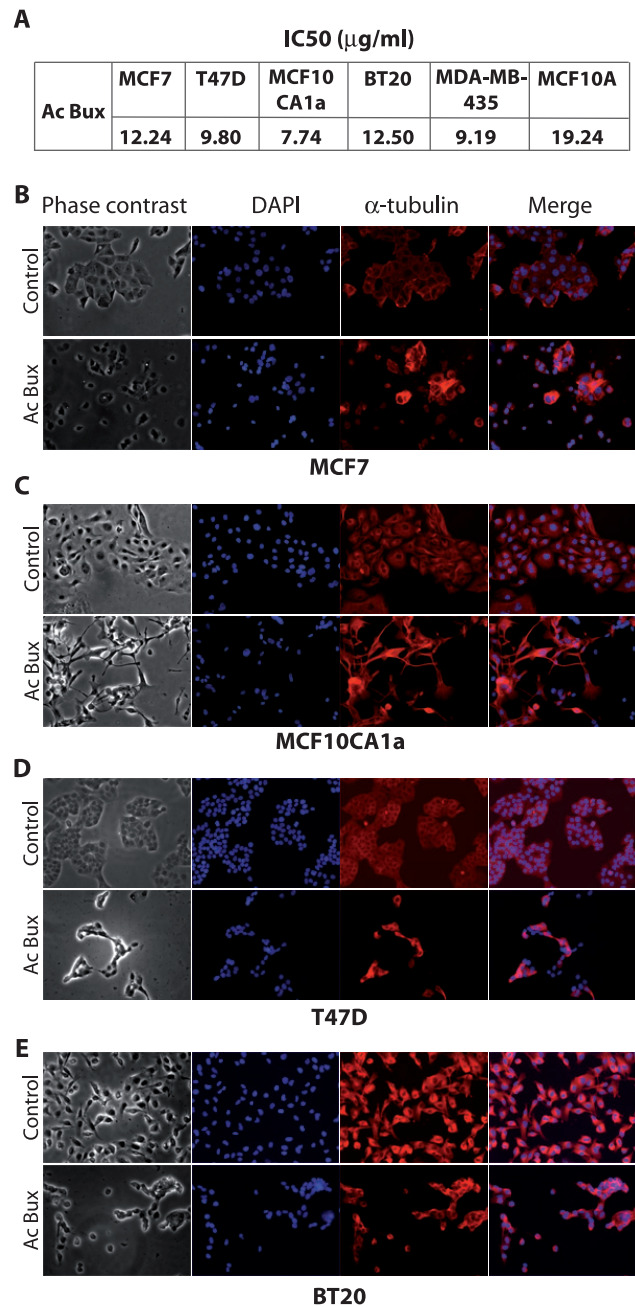 A
IC50 (μg/ml)
Ac Bux
MCF7 T47D MCF10 CA1a BT20 MDA-MB-435 MCF10A
12.24 9.80 7.74 12.50 9.19 19.24
B
Phase contrast DAPI α-tubulin Merge
Control
Ac Bux
MCF7
C
Control
Ac Bux
MCF10CA1a
D
Control
Ac Bux
T47D
E
Control
Ac Bux
BT20